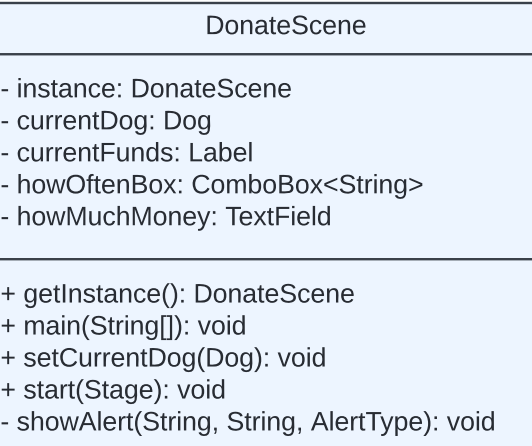 DonateScene
- instance: DonateScene
- currentDog: Dog
- currentFunds: Label
- howOftenBox: ComboBox<String>
- howMuchMoney: TextField
+ getInstance(): DonateScene
+ main(String[]): void
+ setCurrentDog(Dog): void
+ start(Stage): void
- showAlert(String, String, AlertType): void